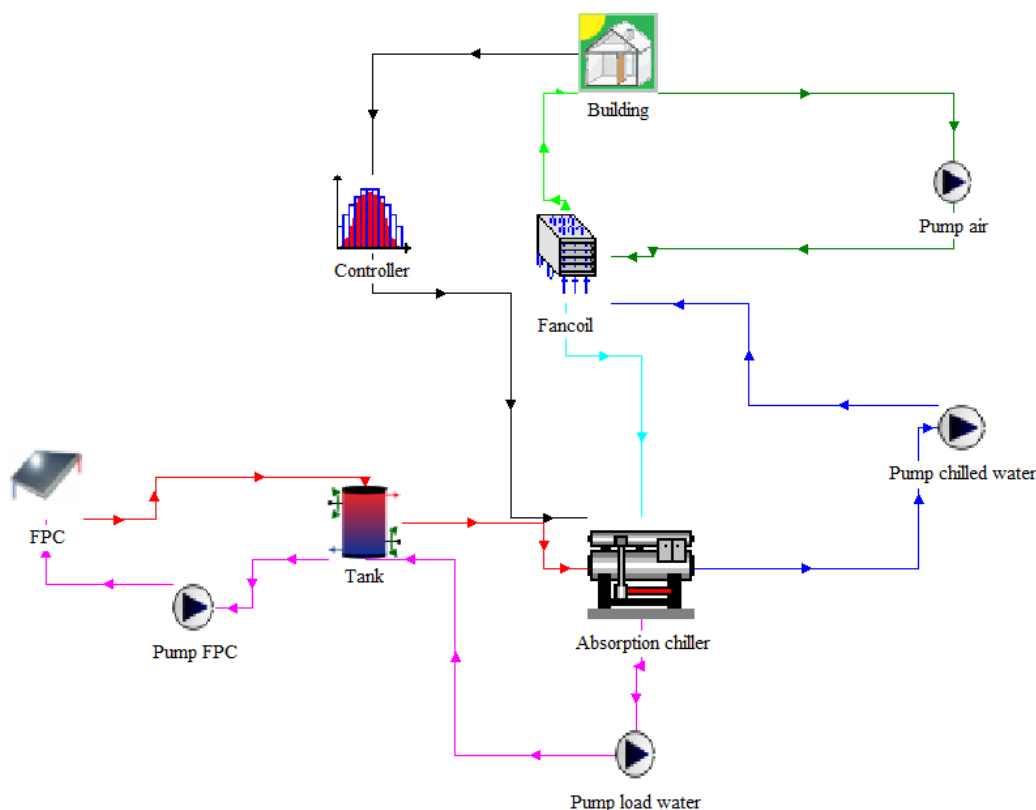 Building
Pump air
Controller
Fancoil
Pump chilled water
FPC
Tank
Absorption chiller
Pump FPC
Pump load water